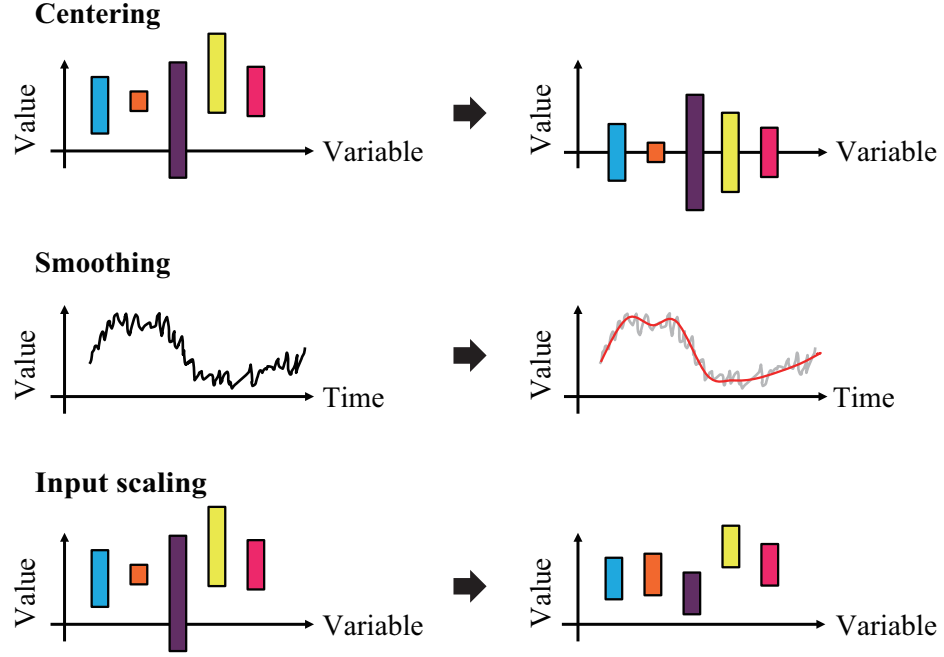 Centering
Value
Variable
Value
Variable
Smoothing
Value
Time
Value
Time
Input scaling
Value
Variable
Value
Variable